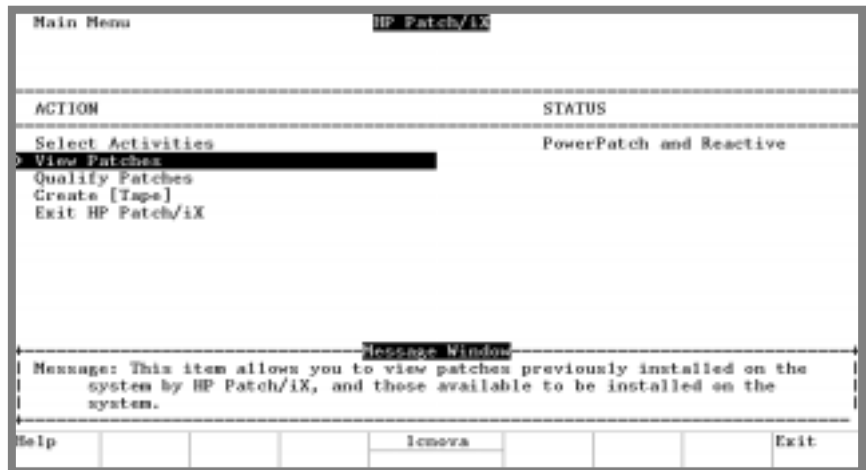 Main Menu HP Patch/iX
ACTION STATUS
Select Activities PowerPatch and Reactive
> View Patches
Qualify Patches
Create [Tape]
Exit HP Patch/iX
Message Window
Message: This item allows you to view patches previously installed on the
system by HP Patch/iX, and those available to be installed on the
system.
Help lcnova Exit